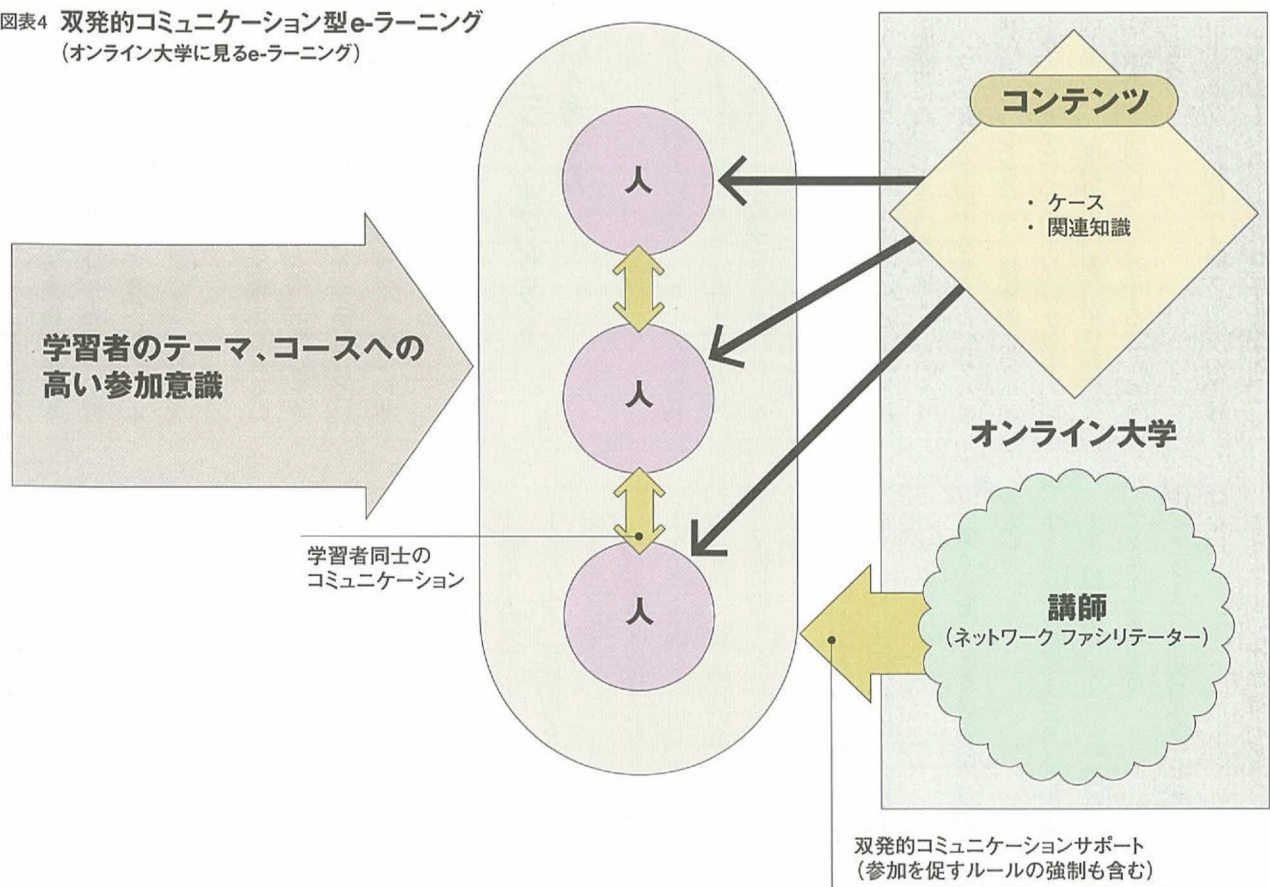 図表4 双発的コミュニケーション型e-ラーニング
(オンライン大学に見るe-ラーニング)
コンテンツ
・ ケース
・ 関連知識
人
人
人
学習者のテーマ、コースへの
高い参加意識
学習者同士の
コミュニケーション
オンライン大学
講師
(ネットワーク ファシリテーター)
双発的コミュニケーションサポート
(参加を促すルールの強制も含む)